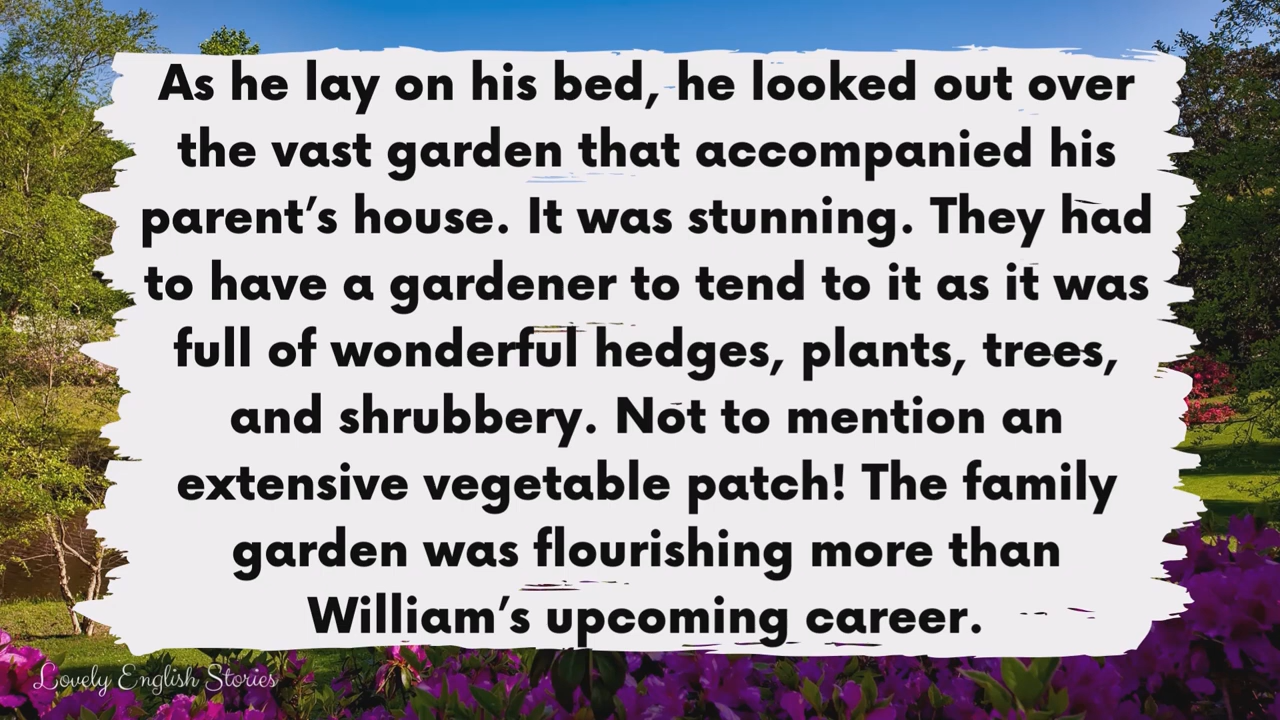 As he lay on his bed, he looked out over
the vast garden that accompanied his
parent’s house. It was stunning. They had
to have a gardener to tend to it as it was
full of wonderful hedges, plants, trees,
and shrubbery. Not to mention an
extensive vegetable patch! The family
garden was flourishing more than
William’s upcoming career.
Lovely English Stories